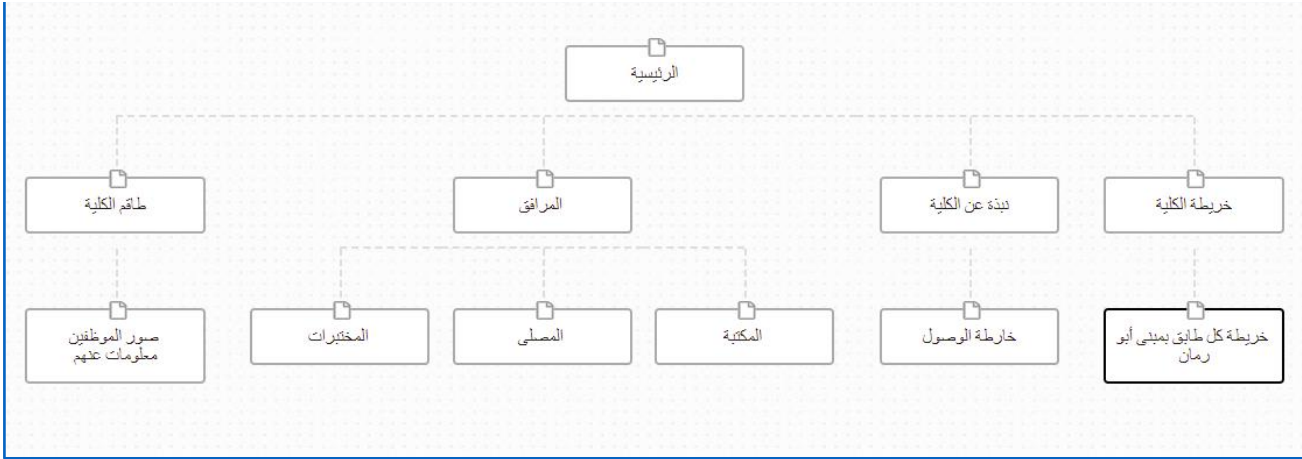 الرئيسية
خريطة الكلية
نبذة عن الكلية
المرافق
طاقم الكلية
خريطة كل طابق بمبنى أبو
رمان
خارطة الوصول
المكتبة
المصلى
المختبرات
صور الموظفين
معلومات عنهم